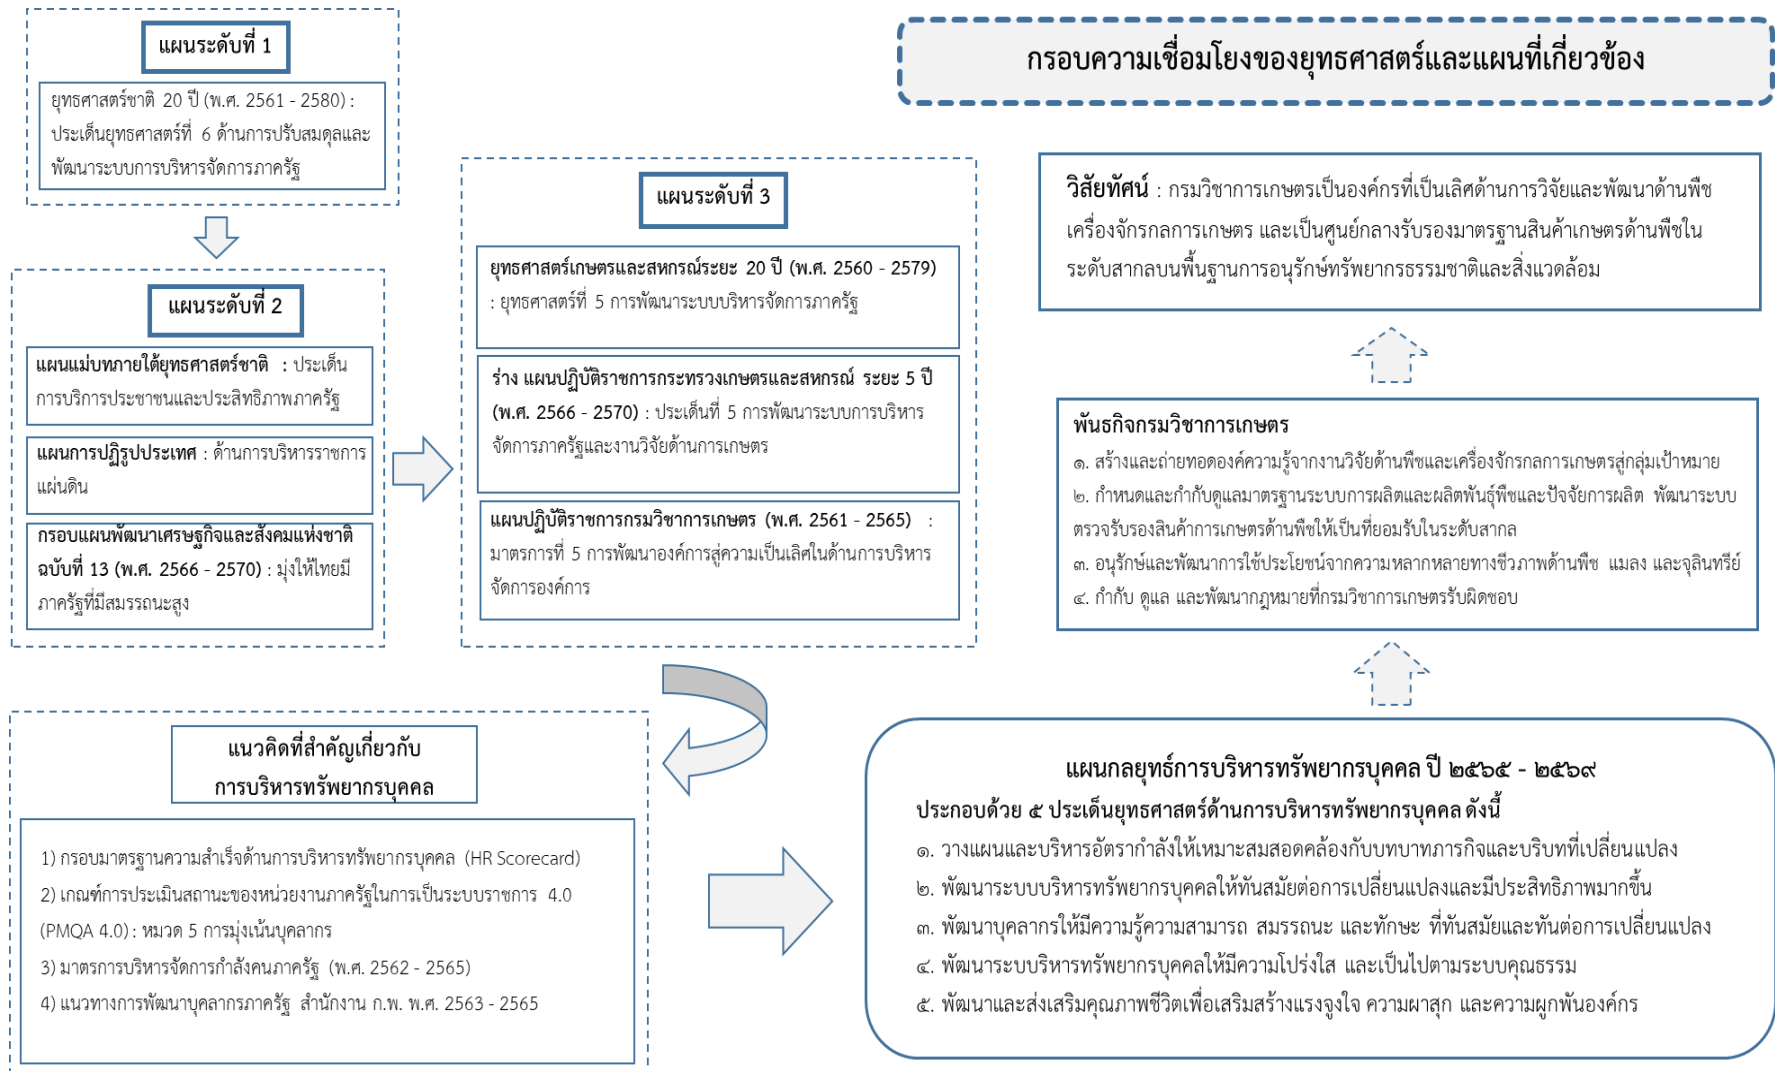 กรอบความเชื่อมโยงของยุทธศาสตร์และแผนที่เกี่ยวข้อง
แผนระดับที่ 1
ยุทธศาสตร์ชาติ 20 ปี (พ.ศ. 2561 - 2580) :
ประเด็นยุทธศาสตร์ที่ 6 ด้านการปรับสมดุลและ
พัฒนาระบบการบริหารจัดการภาครัฐ
แผนระดับที่ 2
แผนแม่บทภายใต้ยุทธศาสตร์ชาติ : ประเด็น
การบริการประชาชนและประสิทธิภาพภาครัฐ
แผนการปฏิรูปประเทศ : ด้านการบริหารราชการ
แผ่นดิน
กรอบแผนพัฒนาเศรษฐกิจและสังคมแห่งชาติ
ฉบับที่ 13 (พ.ศ. 2566 - 2570) : มุ่งให้ไทยมี
ภาครัฐที่มีสมรรถนะสูง
แผนระดับที่ 3
ยุทธศาสตร์เกษตรและสหกรณ์ระยะ 20 ปี (พ.ศ. 2560 - 2579)
: ยุทธศาสตร์ที่ 5 การพัฒนาระบบบริหารจัดการภาครัฐ
ร่าง แผนปฏิบัติราชการกระทรวงเกษตรและสหกรณ์ ระยะ 5 ปี
(พ.ศ. 2566 - 2570) : ประเด็นที่ 5 การพัฒนาระบบการบริหาร
จัดการภาครัฐและงานวิจัยด้านการเกษตร
แผนปฏิบัติราชการกรมวิชาการเกษตร (พ.ศ. 2561 - 2565) :
มาตรการที่ 5 การพัฒนาองค์การสู่ความเป็นเลิศในด้านการบริหาร
จัดการองค์การ
แนวคิดที่สำคัญเกี่ยวกับ
การบริหารทรัพยากรบุคคล
1) กรอบมาตรฐานความสำเร็จด้านการบริหารทรัพยากรบุคคล (HR Scorecard)
2) เกณฑ์การประเมินสถานะของหน่วยงานภาครัฐในการเป็นระบบราชการ 4.0
(PMQA 4.0) : หมวด 5 การมุ่งเน้นบุคลากร
3) มาตรการบริหารจัดการกำลังคนภาครัฐ (พ.ศ. 2562 - 2565)
4) แนวทางการพัฒนาบุคลากรภาครัฐ สำนักงาน ก.พ. พ.ศ. 2563 - 2565
แผนกลยุทธ์การบริหารทรัพยากรบุคคล ปี ๒๕๖๕ - ๒๕๖๙
ประกอบด้วย ๕ ประเด็นยุทธศาสตร์ด้านการบริหารทรัพยากรบุคคล ดังนี้
๑. วางแผนและบริหารอัตรากำลังให้เหมาะสมสอดคล้องกับบทบาทภารกิจและบริบทที่เปลี่ยนแปลง
๒. พัฒนาระบบบริหารทรัพยากรบุคคลให้ทันสมัยต่อการเปลี่ยนแปลงและมีประสิทธิภาพมากขึ้น
๓. พัฒนาบุคลากรให้มีความรู้ความสามารถ สมรรถนะ และทักษะ ที่ทันสมัยและทันต่อการเปลี่ยนแปลง
๔. พัฒนาระบบบริหารทรัพยากรบุคคลให้มีความโปร่งใส และเป็นไปตามระบบคุณธรรม
๕. พัฒนาและส่งเสริมคุณภาพชีวิตเพื่อเสริมสร้างแรงจูงใจ ความผาสุก และความผูกพันองค์กร
พันธกิจกรมวิชาการเกษตร
๑. สร้างและถ่ายทอดองค์ความรู้จากงานวิจัยด้านพืชและเครื่องจักรกลการเกษตรสู่กลุ่มเป้าหมาย
๒. กำหนดและกำกับดูแลมาตรฐานระบบการผลิตและผลิตพันธุ์พืชและปัจจัยการผลิต พัฒนาระบบ
ตรวจรับรองสินค้าการเกษตรด้านพืชให้เป็นที่ยอมรับในระดับสากล
๓. อนุรักษ์และพัฒนาการใช้ประโยชน์จากความหลากหลายทางชีวภาพด้านพืช แมลง และจุลินทรีย์
๔. กำกับ ดูแล และพัฒนากฎหมายที่กรมวิชาการเกษตรรับผิดชอบ
วิสัยทัศน์ : กรมวิชาการเกษตรเป็นองค์กรที่เป็นเลิศด้านการวิจัยและพัฒนาด้านพืช
เครื่องจักรกลการเกษตร และเป็นศูนย์กลางรับรองมาตรฐานสินค้าเกษตรด้านพืชใน
ระดับสากลบนพื้นฐานการอนุรักษ์ทรัพยากรธรรมชาติและสิ่งแวดล้อม